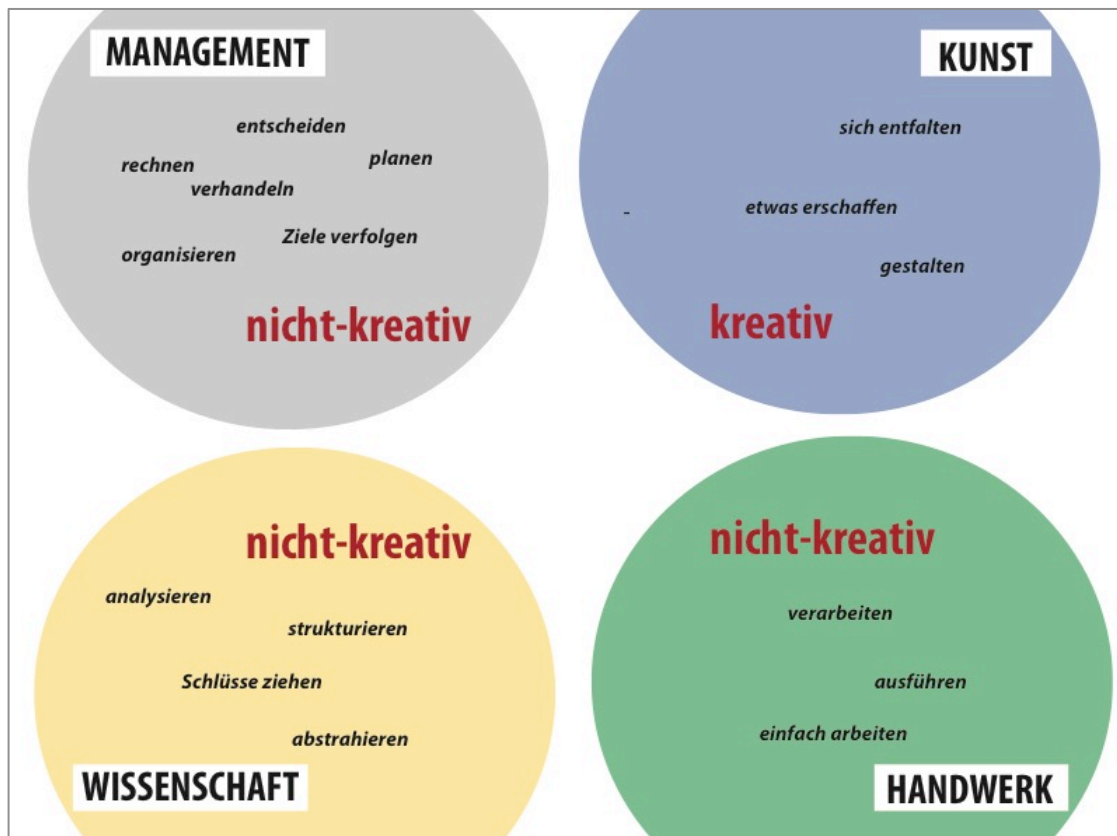 MANAGEMENT
entscheiden
rechnen
planen
verhandeln
Ziele verfolgen
organisieren
nicht-kreativ
KUNST
sich entfalten
-
etwas erschaffen
gestalten
kreativ
nicht-kreativ
analysieren
strukturieren
Schlüsse ziehen
abstrahieren
WISSENSCHAFT
nicht-kreativ
verarbeiten
ausführen
einfach arbeiten
HANDWERK